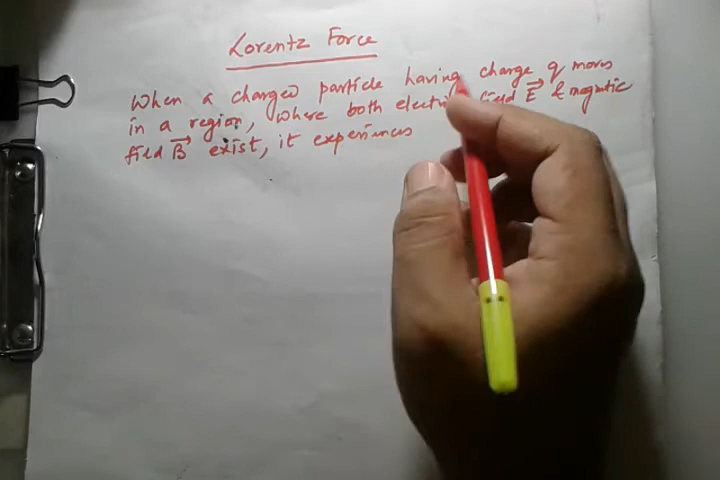 Lorentz Force
When a charged particle having charge q moves
in a region, where both electric field E⃗ & magnetic
field B⃗ exist, it experiences